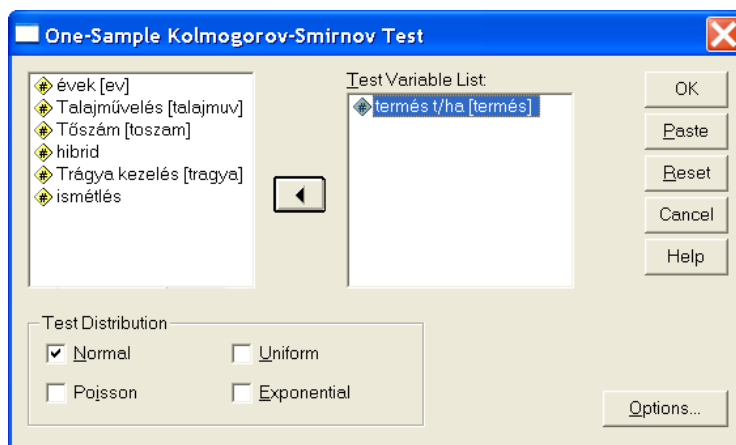 One-Sample Kolmogorov-Smirnov Test
évek [ev]
Talajművelés [talajmuv]
Tőszám [toszam]
hibrid
Trágya kezelés [tragya]
ismétlés
Test Variable List:
termés t/ha [termés]
OK
Paste
Reset
Cancel
Help
Test Distribution
Normal
Uniform
Poisson
Exponential
Options...